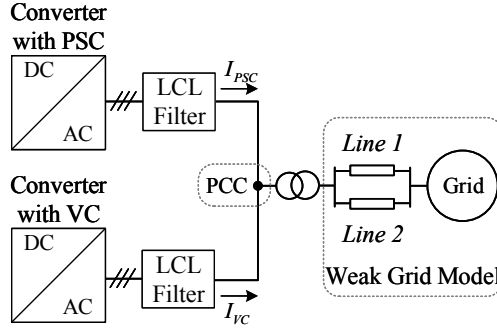 Converter
with PSC
DC
AC
LCL
Filter
I_PSC
PCC
Line 1
Line 2
Grid
Weak Grid Model
Converter
with VC
DC
AC
LCL
Filter
I_VC